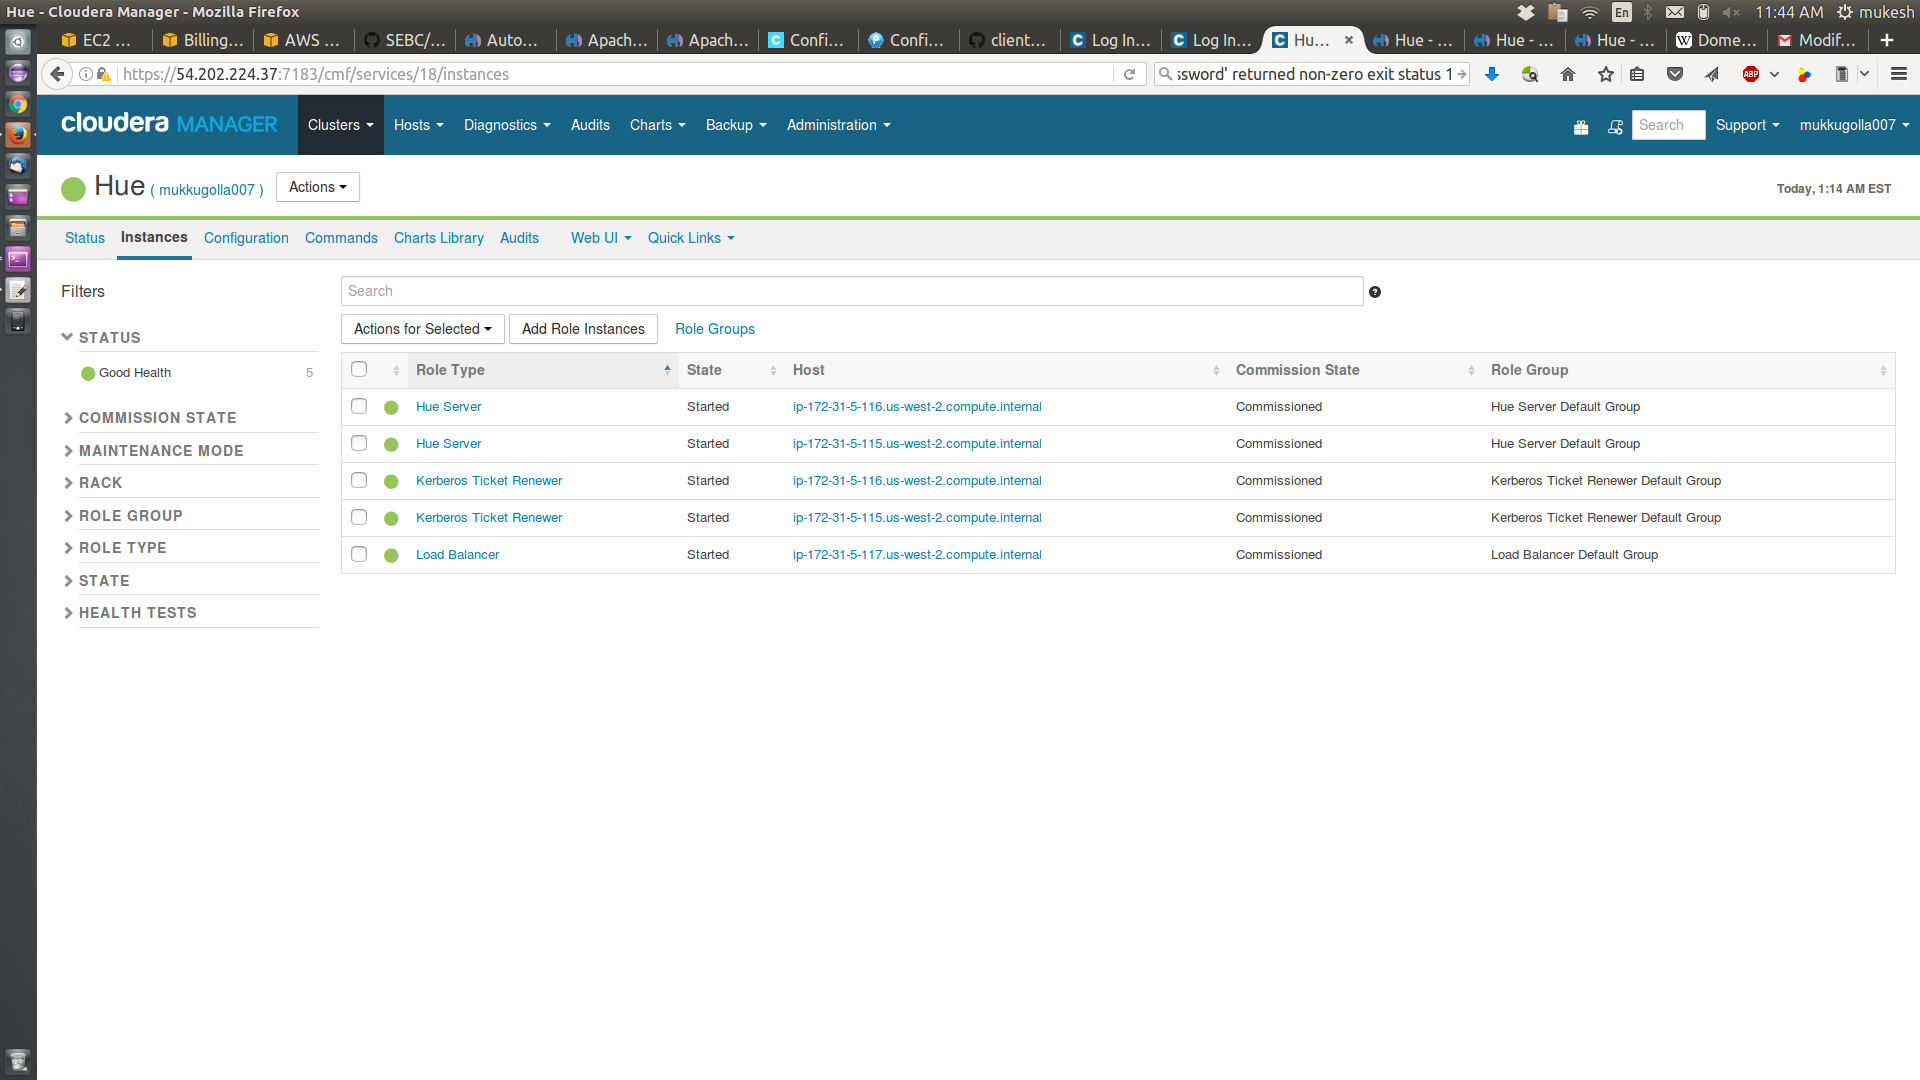 Hue - Cloudera Manager - Mozilla Firefox
En
11:44 AM
mukesh
EC2 ...
Billing...
AWS ...
SEBC/...
Auto...
Apach...
Apach...
Confi...
Confi...
client...
Log In...
Log In...
Hu...
Hue - ...
Hue - ...
Hue - ...
Dome...
Modif...
https://54.202.224.37:7183/cmf/services/18/instances
ssword' returned non-zero exit status 1
ABP
cloudera MANAGER
Clusters
Hosts
Diagnostics
Audits
Charts
Backup
Administration
Search
Support
mukkugolla007
Hue ( mukkugolla007 )
Actions
Today, 1:14 AM EST
Status
Instances
Configuration
Commands
Charts Library
Audits
Web UI
Quick Links
Filters
STATUS
Good Health 5
COMMISSION STATE
MAINTENANCE MODE
RACK
ROLE GROUP
ROLE TYPE
STATE
HEALTH TESTS
Search
Actions for Selected
Add Role Instances
Role Groups
Role Type State Host Commission State Role Group
Hue Server Started ip-172-31-5-116.us-west-2.compute.internal Commissioned Hue Server Default Group
Hue Server Started ip-172-31-5-115.us-west-2.compute.internal Commissioned Hue Server Default Group
Kerberos Ticket Renewer Started ip-172-31-5-116.us-west-2.compute.internal Commissioned Kerberos Ticket Renewer Default Group
Kerberos Ticket Renewer Started ip-172-31-5-115.us-west-2.compute.internal Commissioned Kerberos Ticket Renewer Default Group
Load Balancer Started ip-172-31-5-117.us-west-2.compute.internal Commissioned Load Balancer Default Group